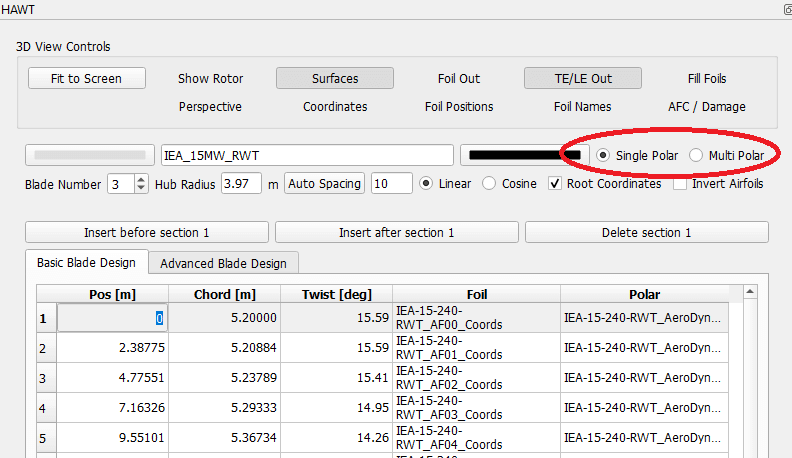 HAWT
3D View Controls
Fit to Screen Show Rotor Surfaces Foil Out TE/LE Out Fill Foils
Perspective Coordinates Foil Positions Foil Names AFC / Damage
IEA_15MW_RWT Single Polar Multi Polar
Blade Number 3 Hub Radius 3.97 m Auto Spacing 10 Linear Cosine Root Coordinates Invert Airfoils
Insert before section 1 Insert after section 1 Delete section 1
Basic Blade Design Advanced Blade Design
Pos [m] Chord [m] Twist [deg] Foil Polar
1 0 5.20000 15.59 IEA-15-240-
RWT_AF00_Coords IEA-15-240-RWT_AeroDyn...
2 2.38775 5.20884 15.59 IEA-15-240-
RWT_AF01_Coords IEA-15-240-RWT_AeroDyn...
3 4.77551 5.23789 15.41 IEA-15-240-
RWT_AF02_Coords IEA-15-240-RWT_AeroDyn...
4 7.16326 5.29333 14.95 IEA-15-240-
RWT_AF03_Coords IEA-15-240-RWT_AeroDyn...
5 9.55101 5.36734 14.26 IEA-15-240-
RWT_AF04_Coords IEA-15-240-RWT_AeroDyn...